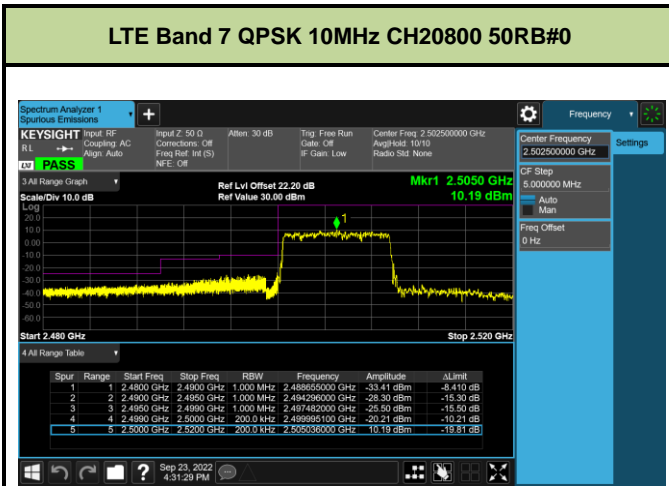 LTE Band 7 QPSK 10MHz CH20800 50RB#0
Spectrum Analyzer 1
Spurious Emissions
+
Frequency
KEYSIGHT
RL
Input: RF
Coupling: AC
Align: Auto
Input Z: 50 Ω
Corrections: Off
Freq Ref: Int (S)
NFE: Off
Atten: 30 dB
Trig: Free Run
Gate: Off
IF Gain: Low
Center Freq: 2.502500000 GHz
Avg|Hold: 10/10
Radio Std: None
LXI PASS
Center Frequency
2.502500000 GHz
Settings
CF Step
5.000000 MHz
Auto
Man
Freq Offset
0 Hz
3 All Range Graph
Scale/Div 10.0 dB
Ref Lvl Offset 22.20 dB
Ref Value 30.00 dBm
Mkr1 2.5050 GHz
10.19 dBm
Log
20.0
10.0
0.00
-10.0
-20.0
-30.0
-40.0
-50.0
-60.0
1
Start 2.480 GHz
Stop 2.520 GHz
4 All Range Table
Spur Range Start Freq Stop Freq RBW Frequency Amplitude ΔLimit
1 1 2.4800 GHz 2.4900 GHz 1.000 MHz 2.488655000 GHz -33.41 dBm -8.410 dB
2 2 2.4900 GHz 2.4950 GHz 1.000 MHz 2.494296000 GHz -28.30 dBm -15.30 dB
3 3 2.4950 GHz 2.4990 GHz 1.000 MHz 2.497482000 GHz -25.50 dBm -15.50 dB
4 4 2.4990 GHz 2.5000 GHz 200.0 kHz 2.499995100 GHz -20.21 dBm -10.21 dB
5 5 2.5000 GHz 2.5200 GHz 200.0 kHz 2.505036000 GHz 10.19 dBm -19.81 dB
?
Sep 23, 2022
4:31:29 PM